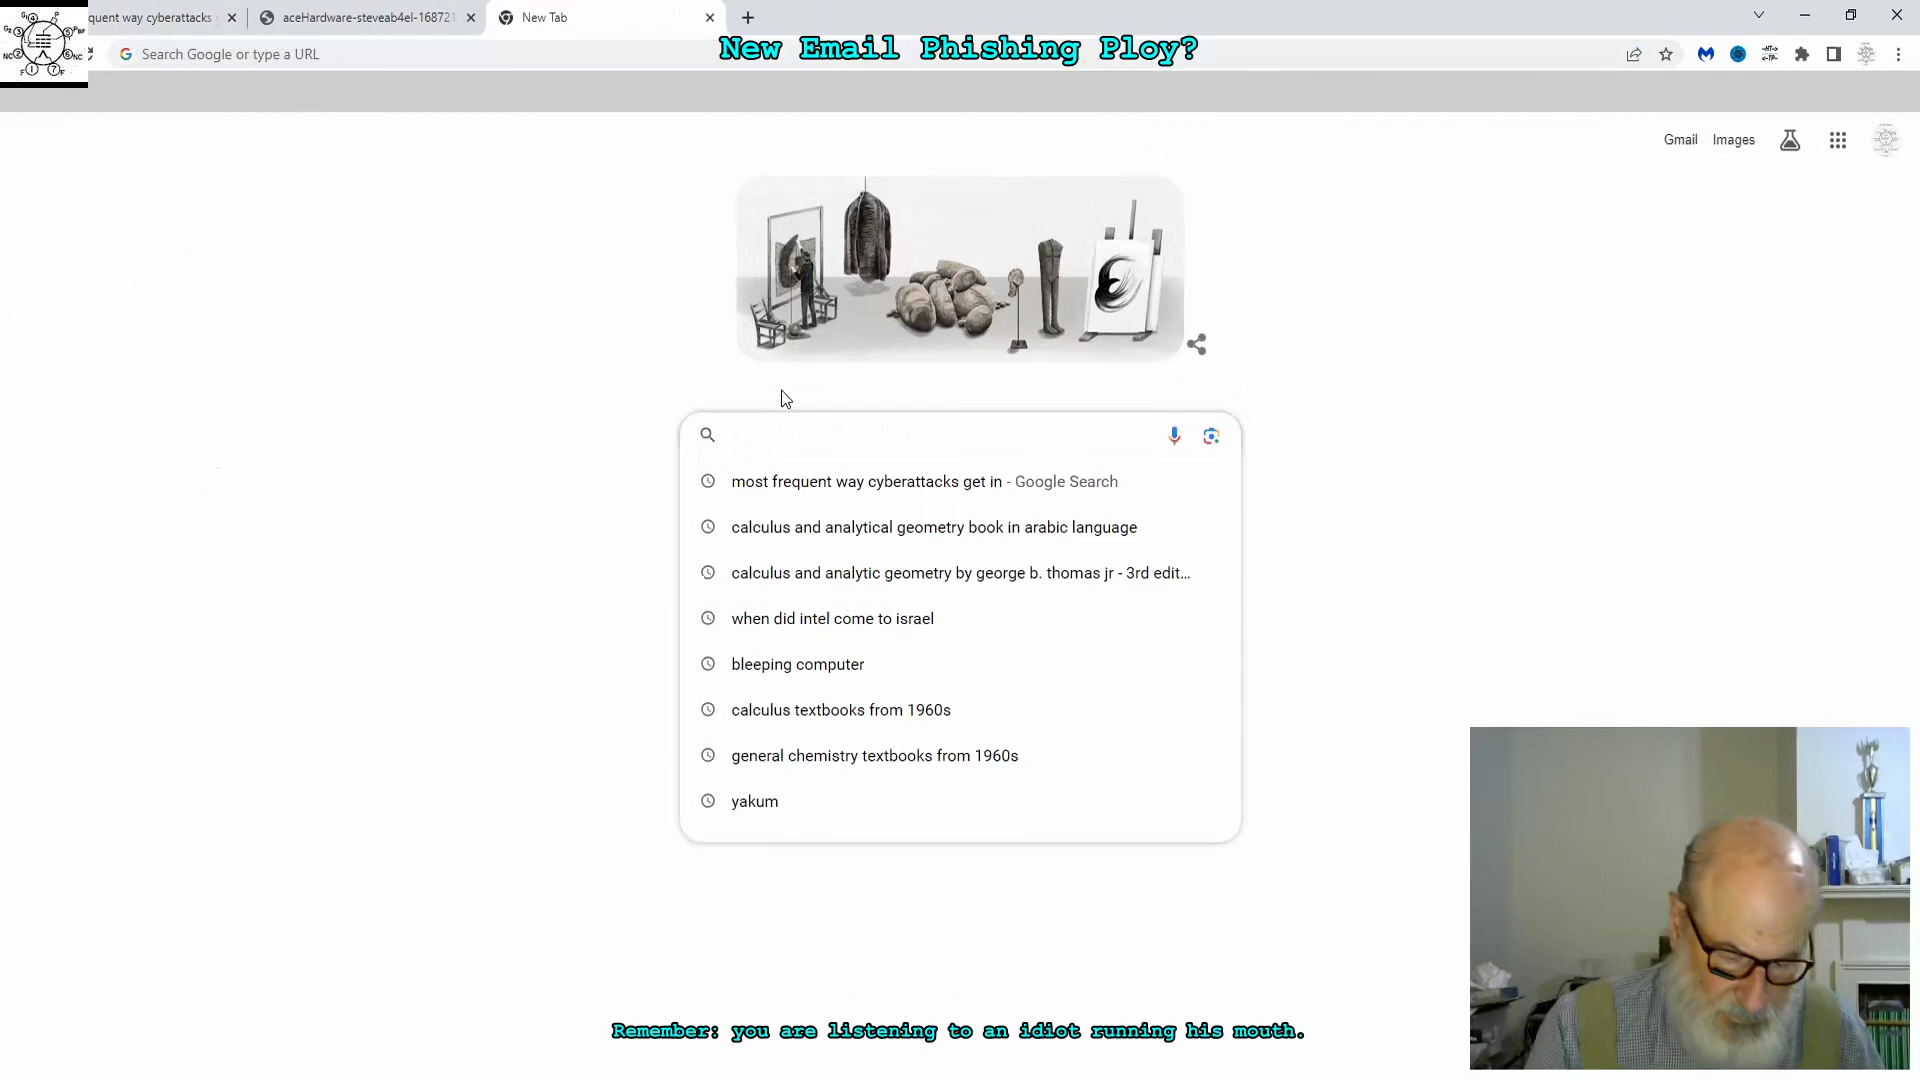 quent way cyberattacks
aceHardware-steveab4el-168721
New Tab
Search Google or type a URL
New Email Phishing Ploy?
Gmail
Images
most frequent way cyberattacks get in - Google Search
calculus and analytical geometry book in arabic language
calculus and analytic geometry by george b. thomas jr - 3rd edit...
when did intel come to israel
bleeping computer
calculus textbooks from 1960s
general chemistry textbooks from 1960s
yakum
Remember: you are listening to an idiot running his mouth.